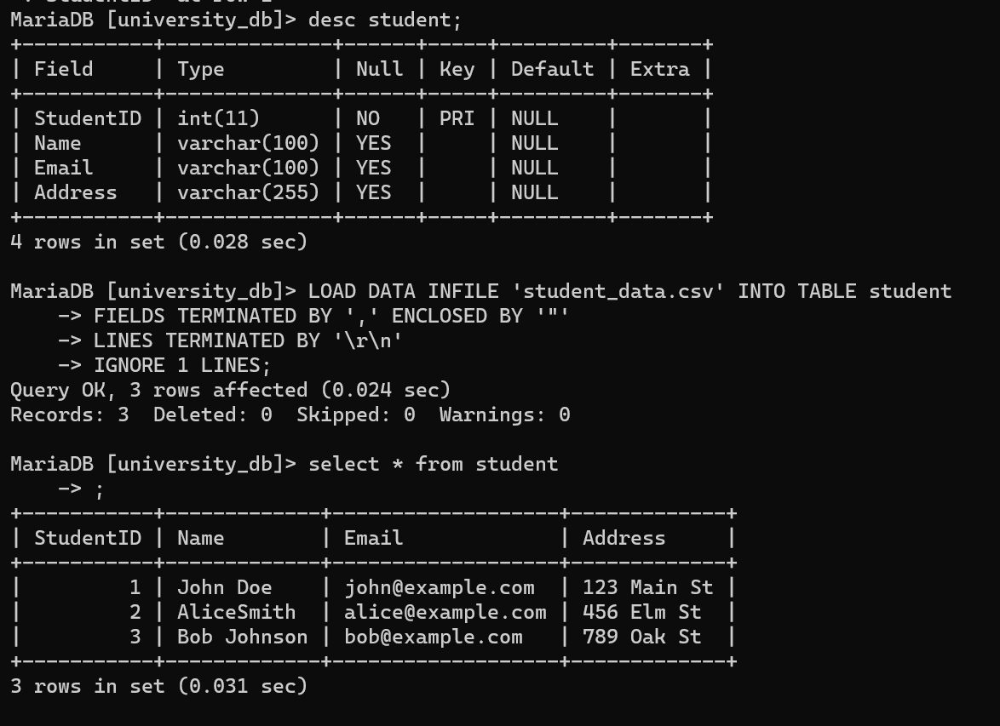 MariaDB [university_db]> desc student;
+-----------+--------------+------+-----+---------+-------+
| Field     | Type         | Null | Key | Default | Extra |
+-----------+--------------+------+-----+---------+-------+
| StudentID | int(11)      | NO   | PRI | NULL    |       |
| Name      | varchar(100) | YES  |     | NULL    |       |
| Email     | varchar(100) | YES  |     | NULL    |       |
| Address   | varchar(255) | YES  |     | NULL    |       |
+-----------+--------------+------+-----+---------+-------+
4 rows in set (0.028 sec)

MariaDB [university_db]> LOAD DATA INFILE 'student_data.csv' INTO TABLE student
    -> FIELDS TERMINATED BY ',' ENCLOSED BY '"'
    -> LINES TERMINATED BY '\r\n'
    -> IGNORE 1 LINES;
Query OK, 3 rows affected (0.024 sec)
Records: 3  Deleted: 0  Skipped: 0  Warnings: 0

MariaDB [university_db]> select * from student
    -> ;
+-----------+-------------+-------------------+-------------+
| StudentID | Name        | Email             | Address     |
+-----------+-------------+-------------------+-------------+
|         1 | John Doe    | john@example.com  | 123 Main St |
|         2 | AliceSmith  | alice@example.com | 456 Elm St  |
|         3 | Bob Johnson | bob@example.com   | 789 Oak St  |
+-----------+-------------+-------------------+-------------+
3 rows in set (0.031 sec)